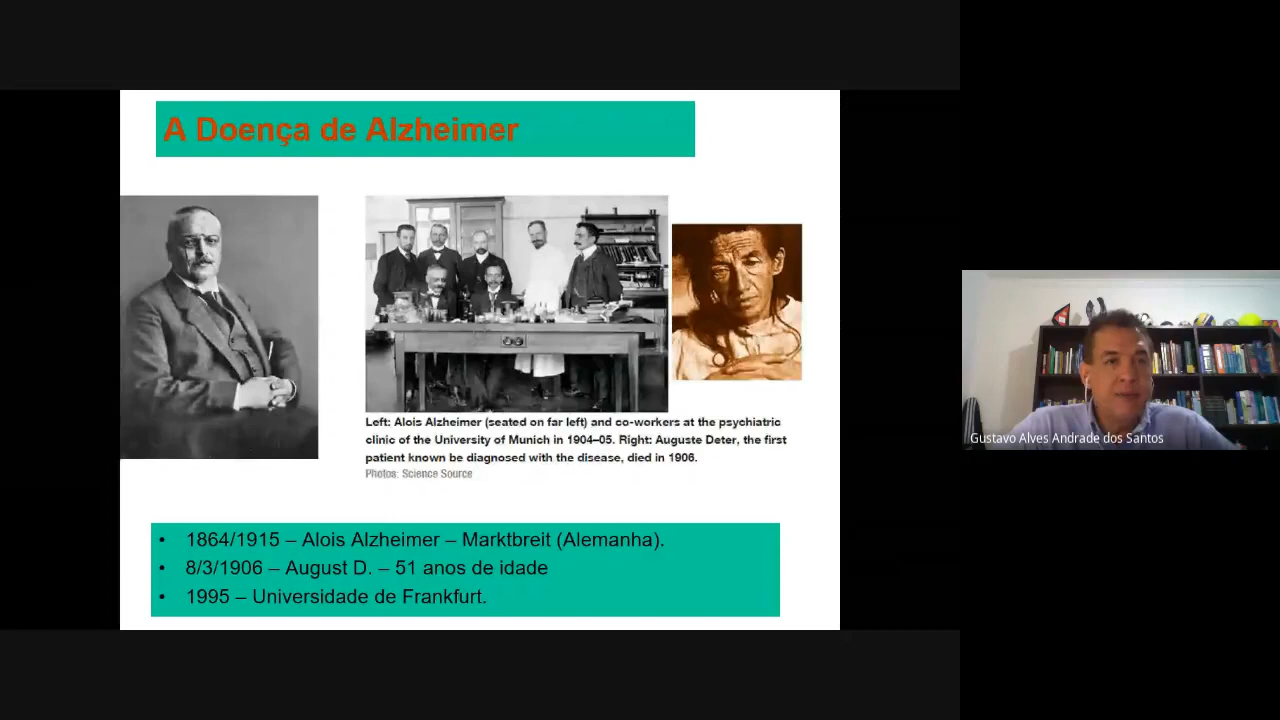 A Doença de Alzheimer
Left: Alois Alzheimer (seated on far left) and co-workers at the psychiatric
clinic of the University of Munich in 1904–05. Right: Auguste Deter, the first
patient known be diagnosed with the disease, died in 1906.
Photos: Science Source
• 1864/1915 – Alois Alzheimer – Marktbreit (Alemanha).
• 8/3/1906 – August D. – 51 anos de idade
• 1995 – Universidade de Frankfurt.
Gustavo Alves Andrade dos Santos